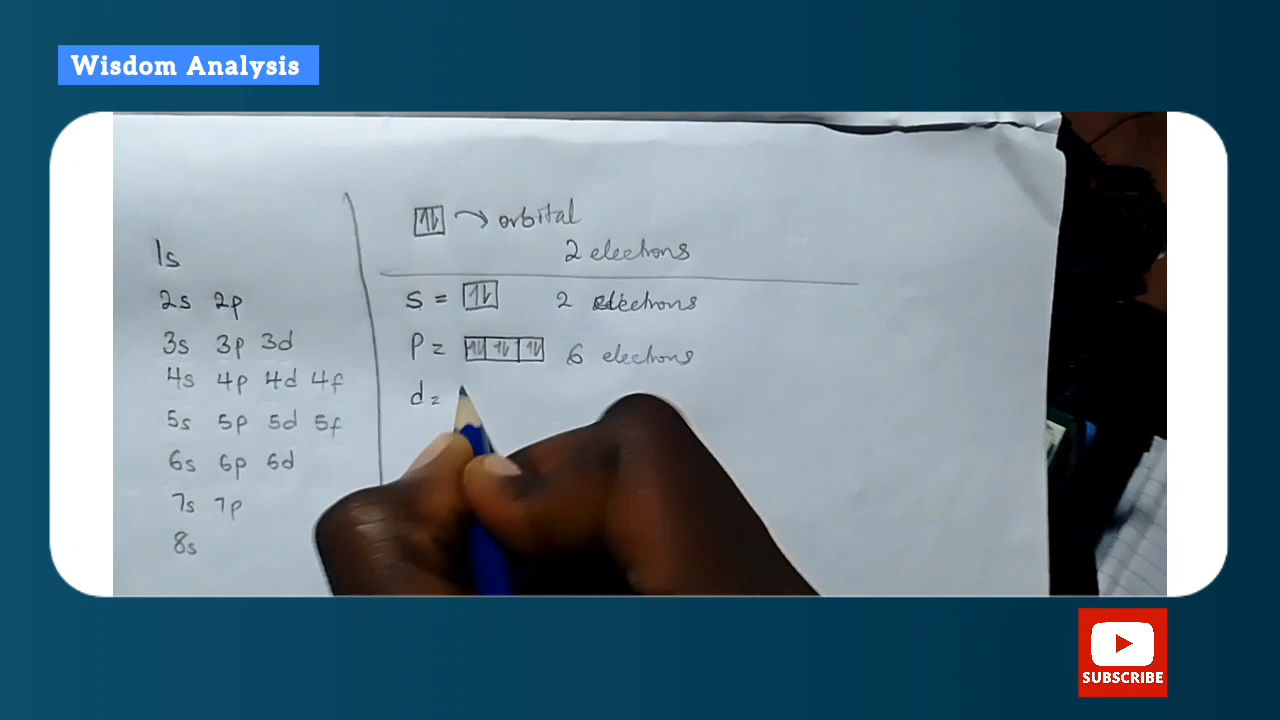 Wisdom Analysis
1s
2s 2p
3s 3p 3d
4s 4p 4d 4f
5s 5p 5d 5f
6s 6p 6d
7s 7p
8s
⥮ → orbital
2 electrons
s = ⥮ 2 electrons
p = ⥮ ⥮ ⥮ 6 electrons
d =
SUBSCRIBE